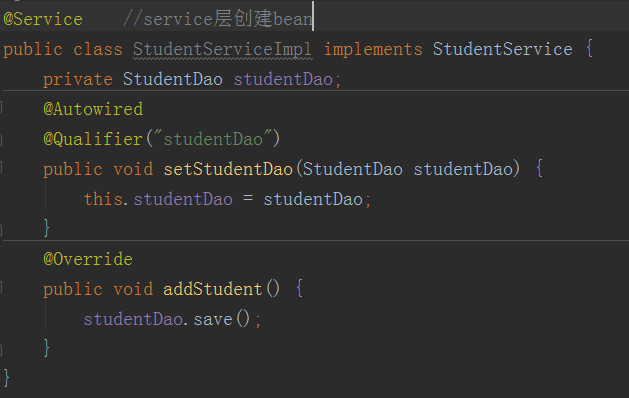 @Service    //service层创建bean
public class StudentServiceImpl implements StudentService {
    private StudentDao studentDao;
    @Autowired
    @Qualifier("studentDao")
    public void setStudentDao(StudentDao studentDao) {
        this.studentDao = studentDao;
    }
    @Override
    public void addStudent() {
        studentDao.save();
    }
}